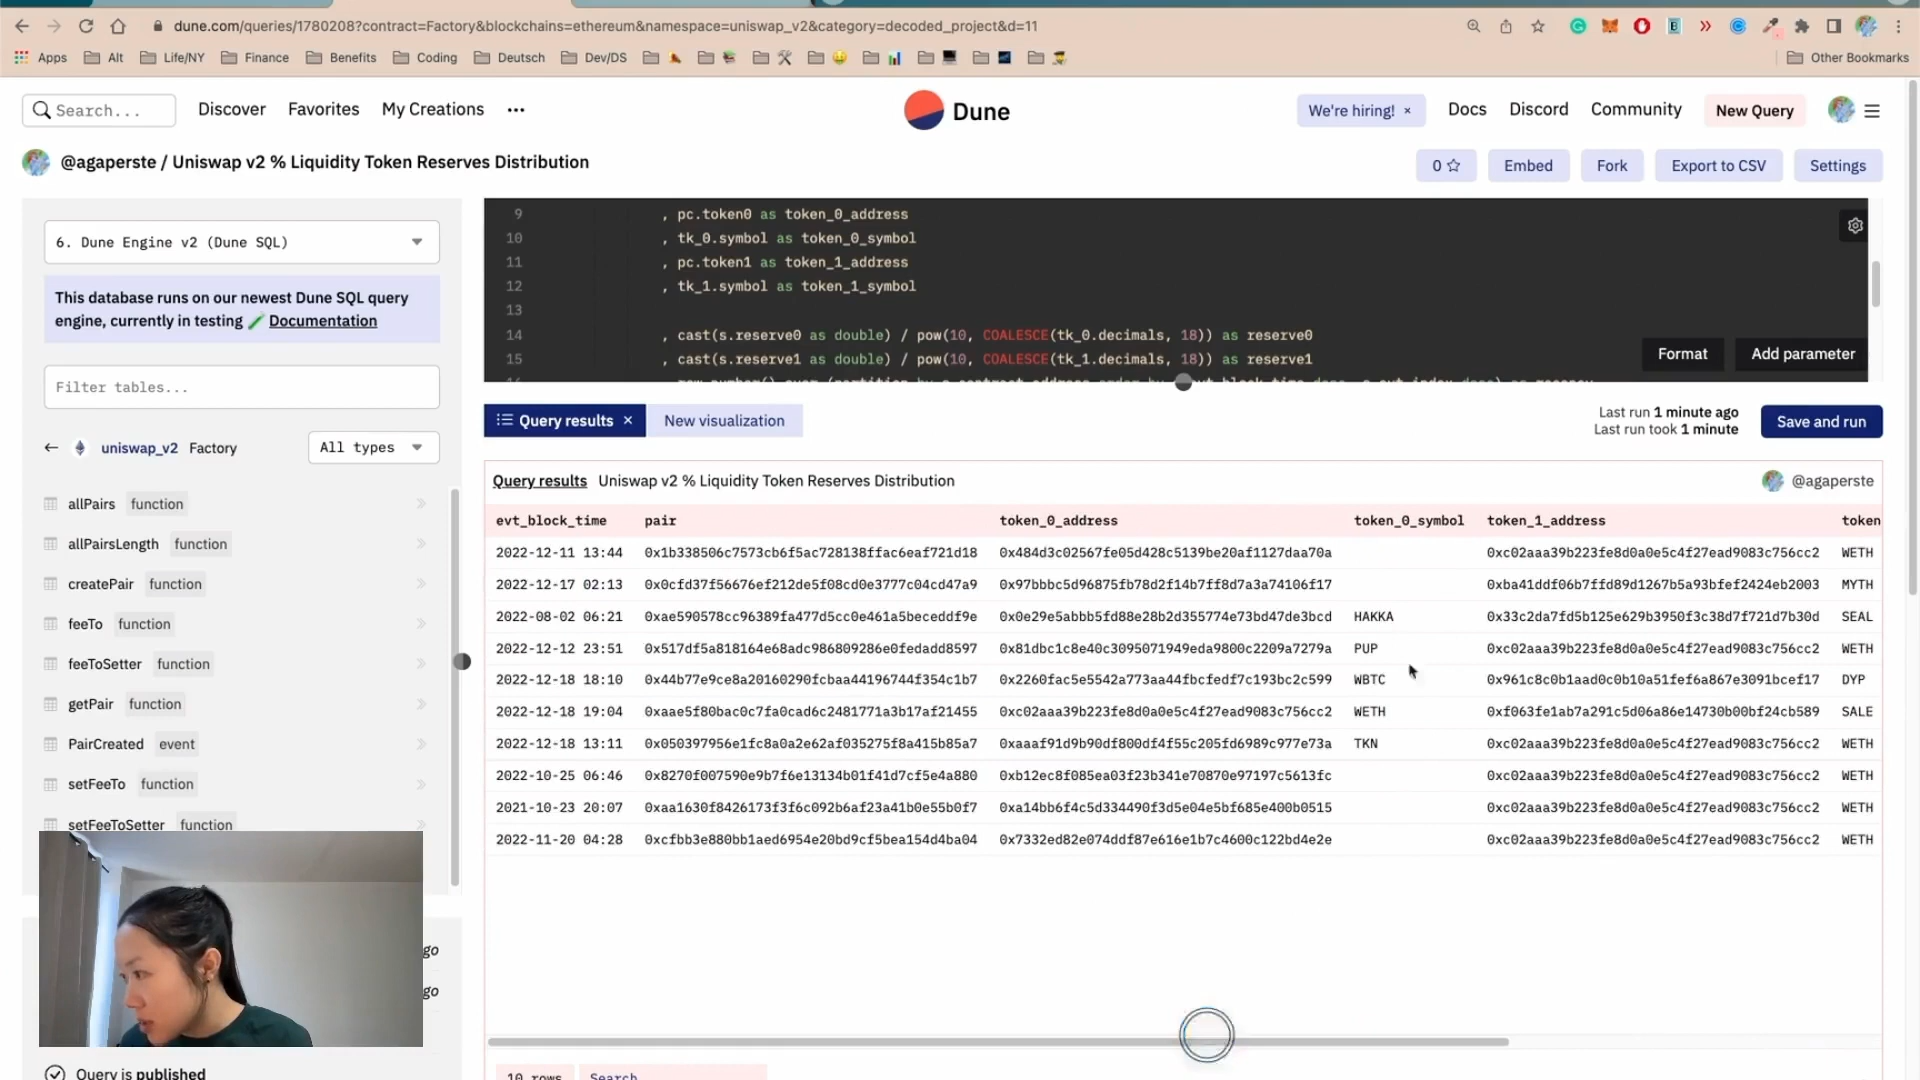 dune.com/queries/1780208?contract=Factory&blockchains=ethereum&namespace=uniswap_v2&category=decoded_project&d=11
Apps Alt Life/NY Finance Benefits Coding Deutsch Dev/DS Other Bookmarks
Search... Discover Favorites My Creations ••• Dune We're hiring! × Docs Discord Community New Query
@agaperste / Uniswap v2 % Liquidity Token Reserves Distribution 0 Embed Fork Export to CSV Settings
6. Dune Engine v2 (Dune SQL)
This database runs on our newest Dune SQL query
engine, currently in testing Documentation
Filter tables...
uniswap_v2 Factory All types
allPairs function
allPairsLength function
createPair function
feeTo function
feeToSetter function
getPair function
PairCreated event
setFeeTo function
setFeeToSetter function
go
go
Query is published
9 , pc.token0 as token_0_address
10 , tk_0.symbol as token_0_symbol
11 , pc.token1 as token_1_address
12 , tk_1.symbol as token_1_symbol
13
14 , cast(s.reserve0 as double) / pow(10, COALESCE(tk_0.decimals, 18)) as reserve0
15 , cast(s.reserve1 as double) / pow(10, COALESCE(tk_1.decimals, 18)) as reserve1
Format Add parameter
Query results × New visualization
Last run 1 minute ago
Last run took 1 minute
Save and run
Query results Uniswap v2 % Liquidity Token Reserves Distribution @agaperste
evt_block_time pair token_0_address token_0_symbol token_1_address token
2022-12-11 13:44 0x1b338506c7573cb6f5ac728138ffac6eaf721d18 0x484d3c02567fe05d428c5139be20af1127daa70a 0xc02aaa39b223fe8d0a0e5c4f27ead9083c756cc2 WETH
2022-12-17 02:13 0x0cfd37f56676ef212de5f08cd0e3777c04cd47a9 0x97bbbc5d96875fb78d2f14b7ff8d7a3a74106f17 0xba41ddf06b7ffd89d1267b5a93bfef2424eb2003 MYTH
2022-08-02 06:21 0xae590578cc96389fa477d5cc0e461a5beceddf9e 0x0e29e5abbb5fd88e28b2d355774e73bd47de3bcd HAKKA 0x33c2da7fd5b125e629b3950f3c38d7f721d7b30d SEAL
2022-12-12 23:51 0x517df5a818164e68adc986809286e0fedadd8597 0x81dbc1c8e40c3095071949eda9800c2209a7279a PUP 0xc02aaa39b223fe8d0a0e5c4f27ead9083c756cc2 WETH
2022-12-18 18:10 0x44b77e9ce8a20160290fcbaa44196744f354c1b7 0x2260fac5e5542a773aa44fbcfedf7c193bc2c599 WBTC 0x961c8c0b1aad0c0b10a51fef6a867e3091bcef17 DYP
2022-12-18 19:04 0xaae5f80bac0c7fa0cad6c2481771a3b17af21455 0xc02aaa39b223fe8d0a0e5c4f27ead9083c756cc2 WETH 0xf063fe1ab7a291c5d06a86e14730b00bf24cb589 SALE
2022-12-18 13:11 0x050397956e1fc8a0a2e62af035275f8a415b85a7 0xaaaf91d9b90df800df4f55c205fd6989c977e73a TKN 0xc02aaa39b223fe8d0a0e5c4f27ead9083c756cc2 WETH
2022-10-25 06:46 0x8270f007590e9b7f6e13134b01f41d7cf5e4a880 0xb12ec8f085ea03f23b341e70870e97197c5613fc 0xc02aaa39b223fe8d0a0e5c4f27ead9083c756cc2 WETH
2021-10-23 20:07 0xaa1630f8426173f3f6c092b6af23a41b0e55b0f7 0xa14bb6f4c5d334490f3d5e04e5bf685e400b0515 0xc02aaa39b223fe8d0a0e5c4f27ead9083c756cc2 WETH
2022-11-20 04:28 0xcfbb3e880bb1aed6954e20bd9cf5bea154d4ba04 0x7332ed82e074ddf87e616e1b7c4600c122bd4e2e 0xc02aaa39b223fe8d0a0e5c4f27ead9083c756cc2 WETH
10 rows Search